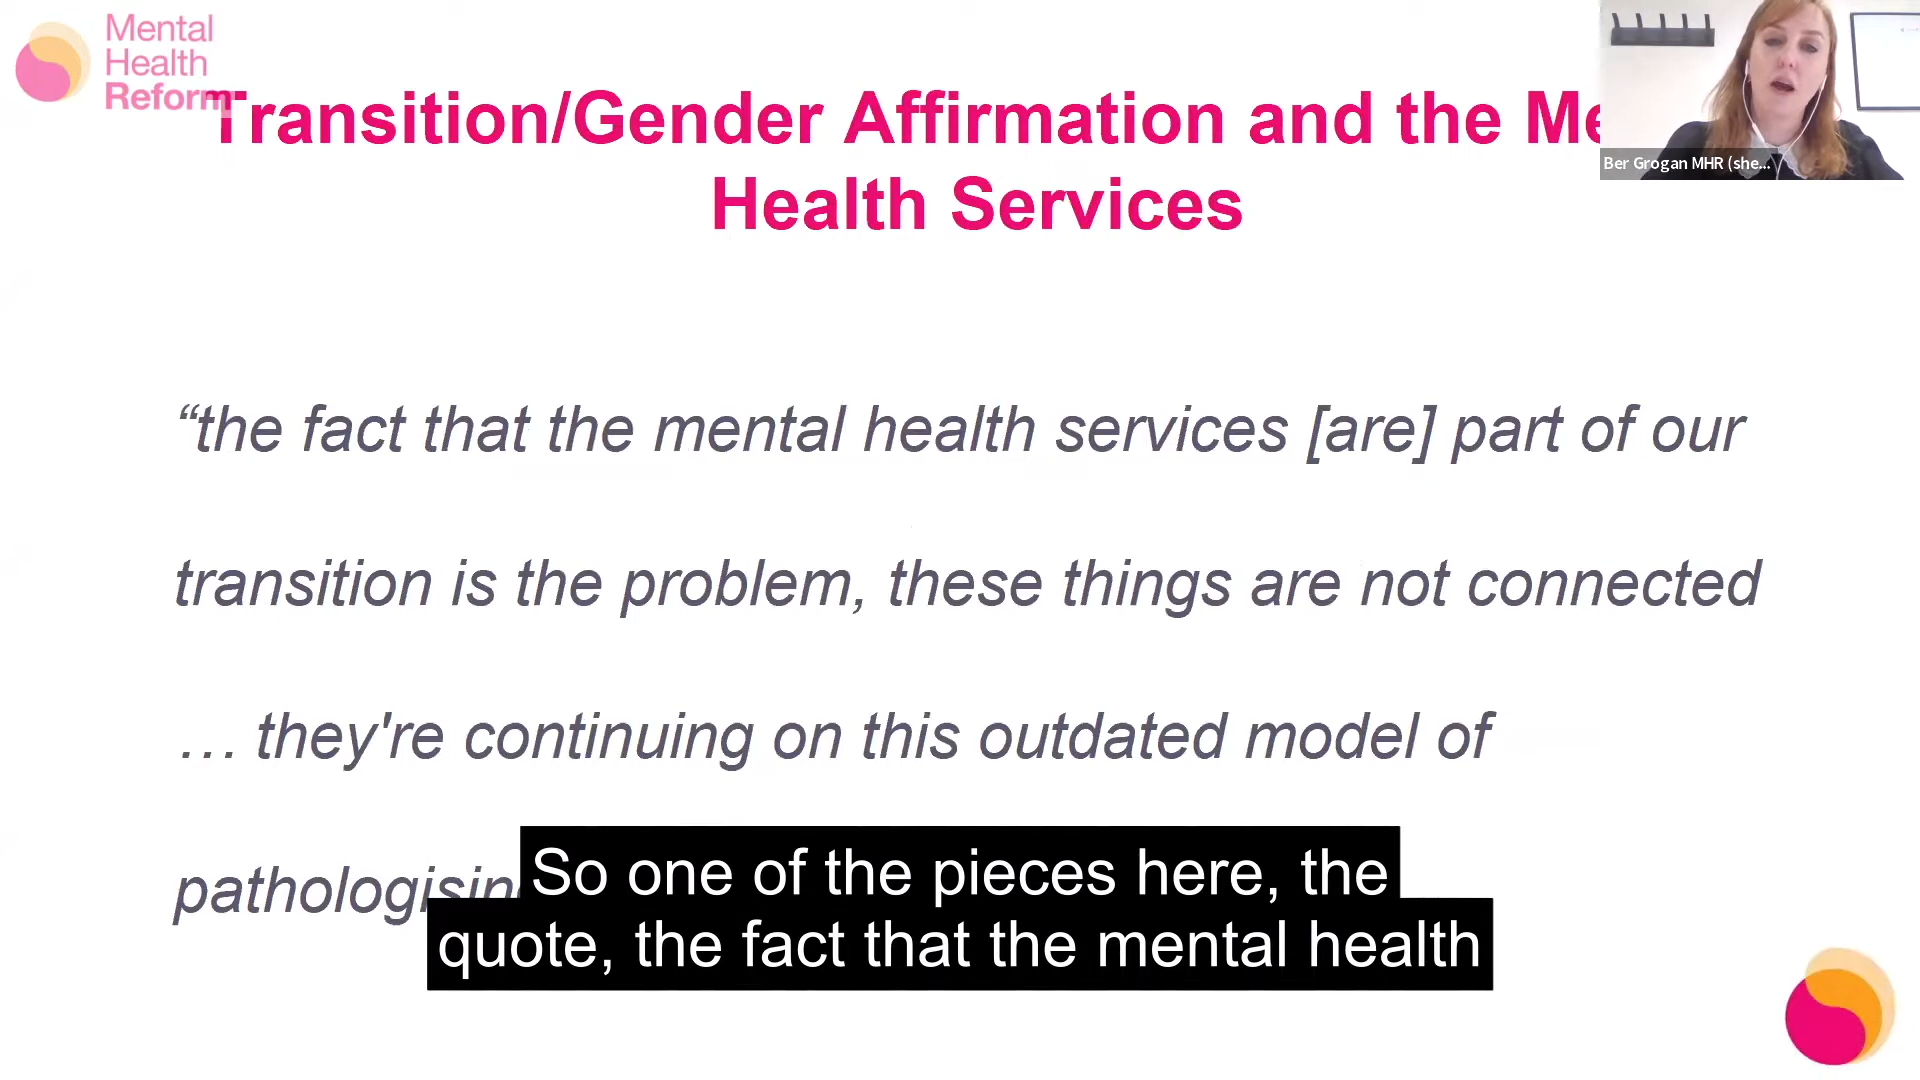 Mental
Health
Reform
Transition/Gender Affirmation and the Me
Health Services
Ber Grogan MHR (she...
“the fact that the mental health services [are] part of our
transition is the problem, these things are not connected
… they're continuing on this outdated model of
pathologising
So one of the pieces here, the
quote, the fact that the mental health